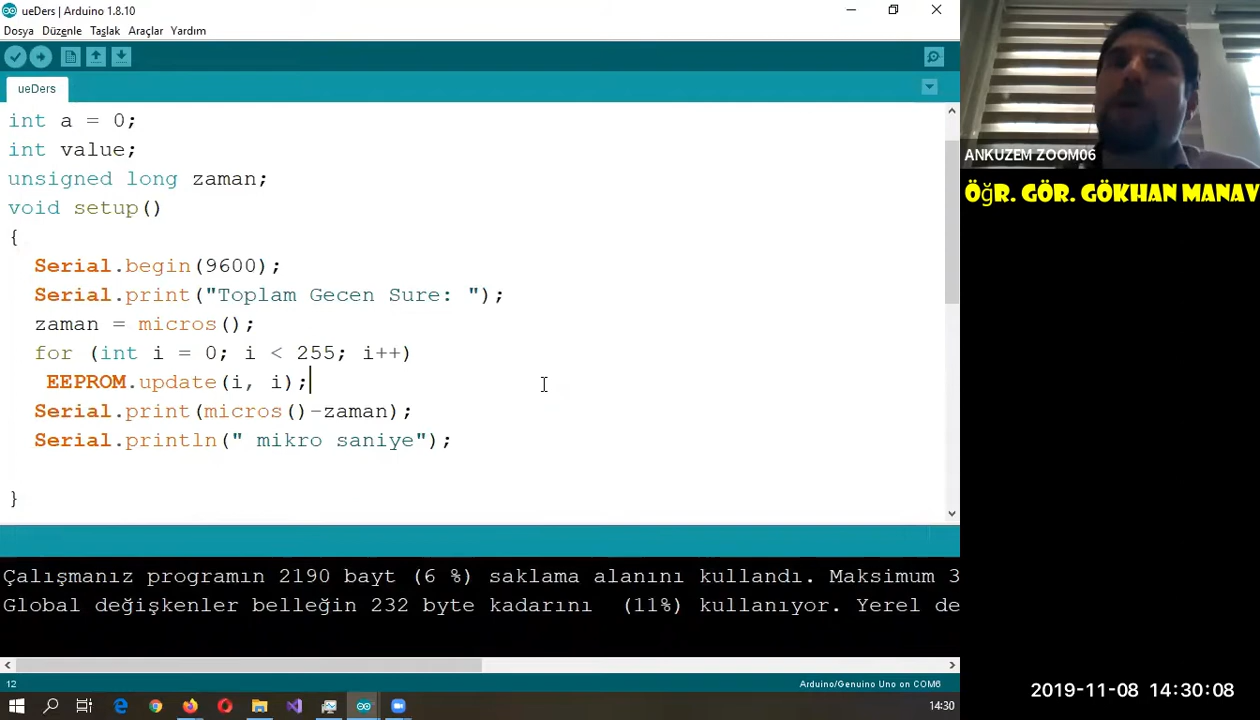 ueDers | Arduino 1.8.10
Dosya Düzenle Taslak Araçlar Yardım
ueDers
int a = 0;
int value;
unsigned long zaman;
void setup()
{
Serial.begin(9600);
Serial.print("Toplam Gecen Sure: ");
zaman = micros();
for (int i = 0; i < 255; i++)
EEPROM.update(i, i);
Serial.print(micros()-zaman);
Serial.println(" mikro saniye");
}
Çalışmanız programın 2190 bayt (6 %) saklama alanını kullandı. Maksimum 3
Global değişkenler belleğin 232 byte kadarını (11%) kullanıyor. Yerel de
12
Arduino/Genuino Uno on COM6
14:30
ANKUZEM ZOOM06
ÖĞR. GÖR. GÖKHAN MANAV
2019-11-08 14:30:08